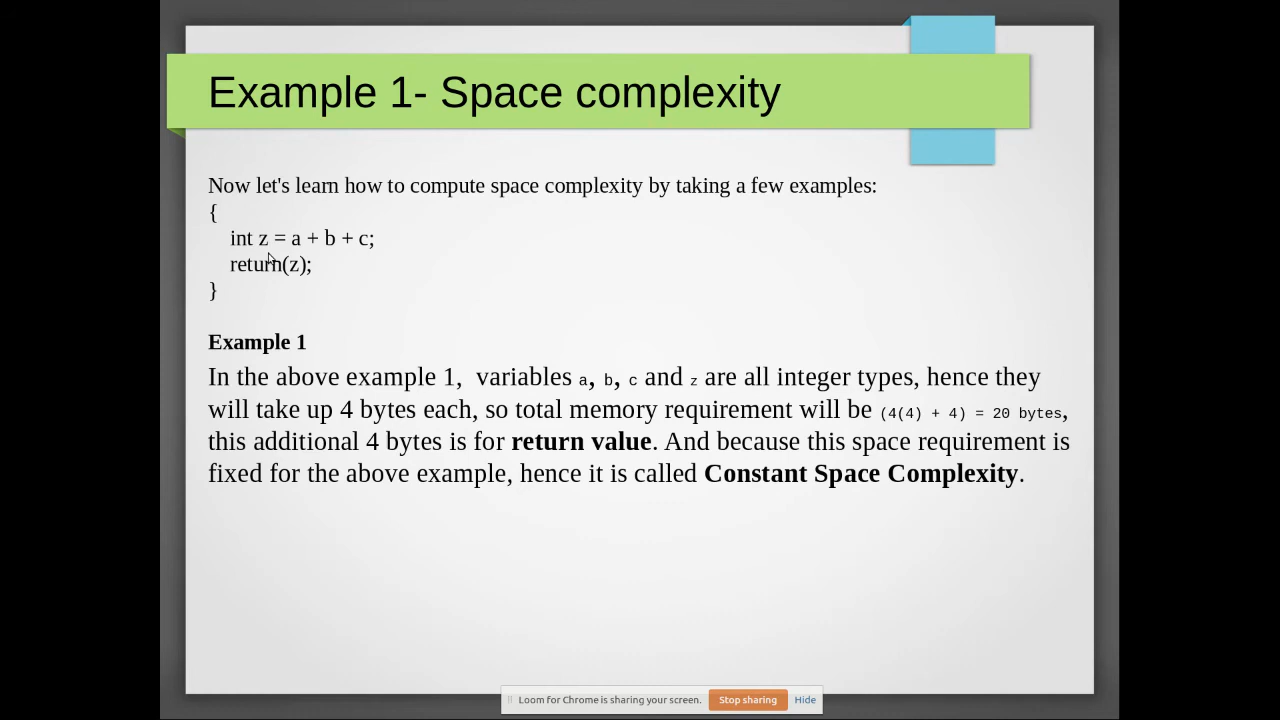 Example 1- Space complexity
Now let's learn how to compute space complexity by taking a few examples:
{
int z = a + b + c;
return(z);
}
Example 1
In the above example 1,  variables a, b, c and z are all integer types, hence they
will take up 4 bytes each, so total memory requirement will be (4(4) + 4) = 20 bytes,
this additional 4 bytes is for return value. And because this space requirement is
fixed for the above example, hence it is called Constant Space Complexity.
Loom for Chrome is sharing your screen. Stop sharing Hide